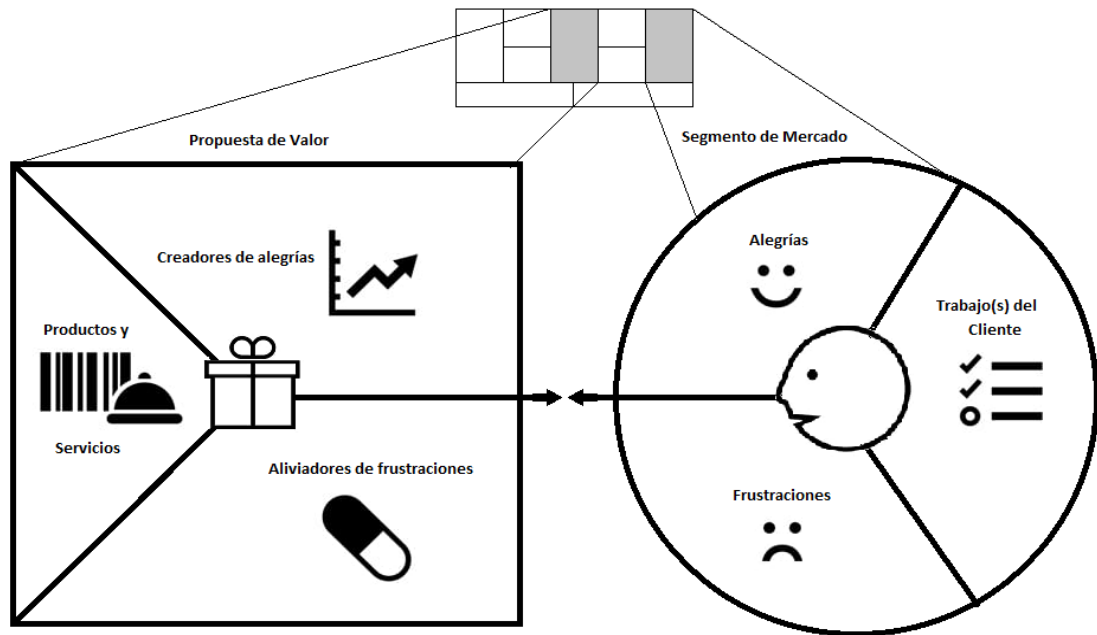 Propuesta de Valor
Segmento de Mercado
Creadores de alegrías
Productos y
Servicios
Aliviadores de frustraciones
Alegrías
Trabajo(s) del
Cliente
Frustraciones